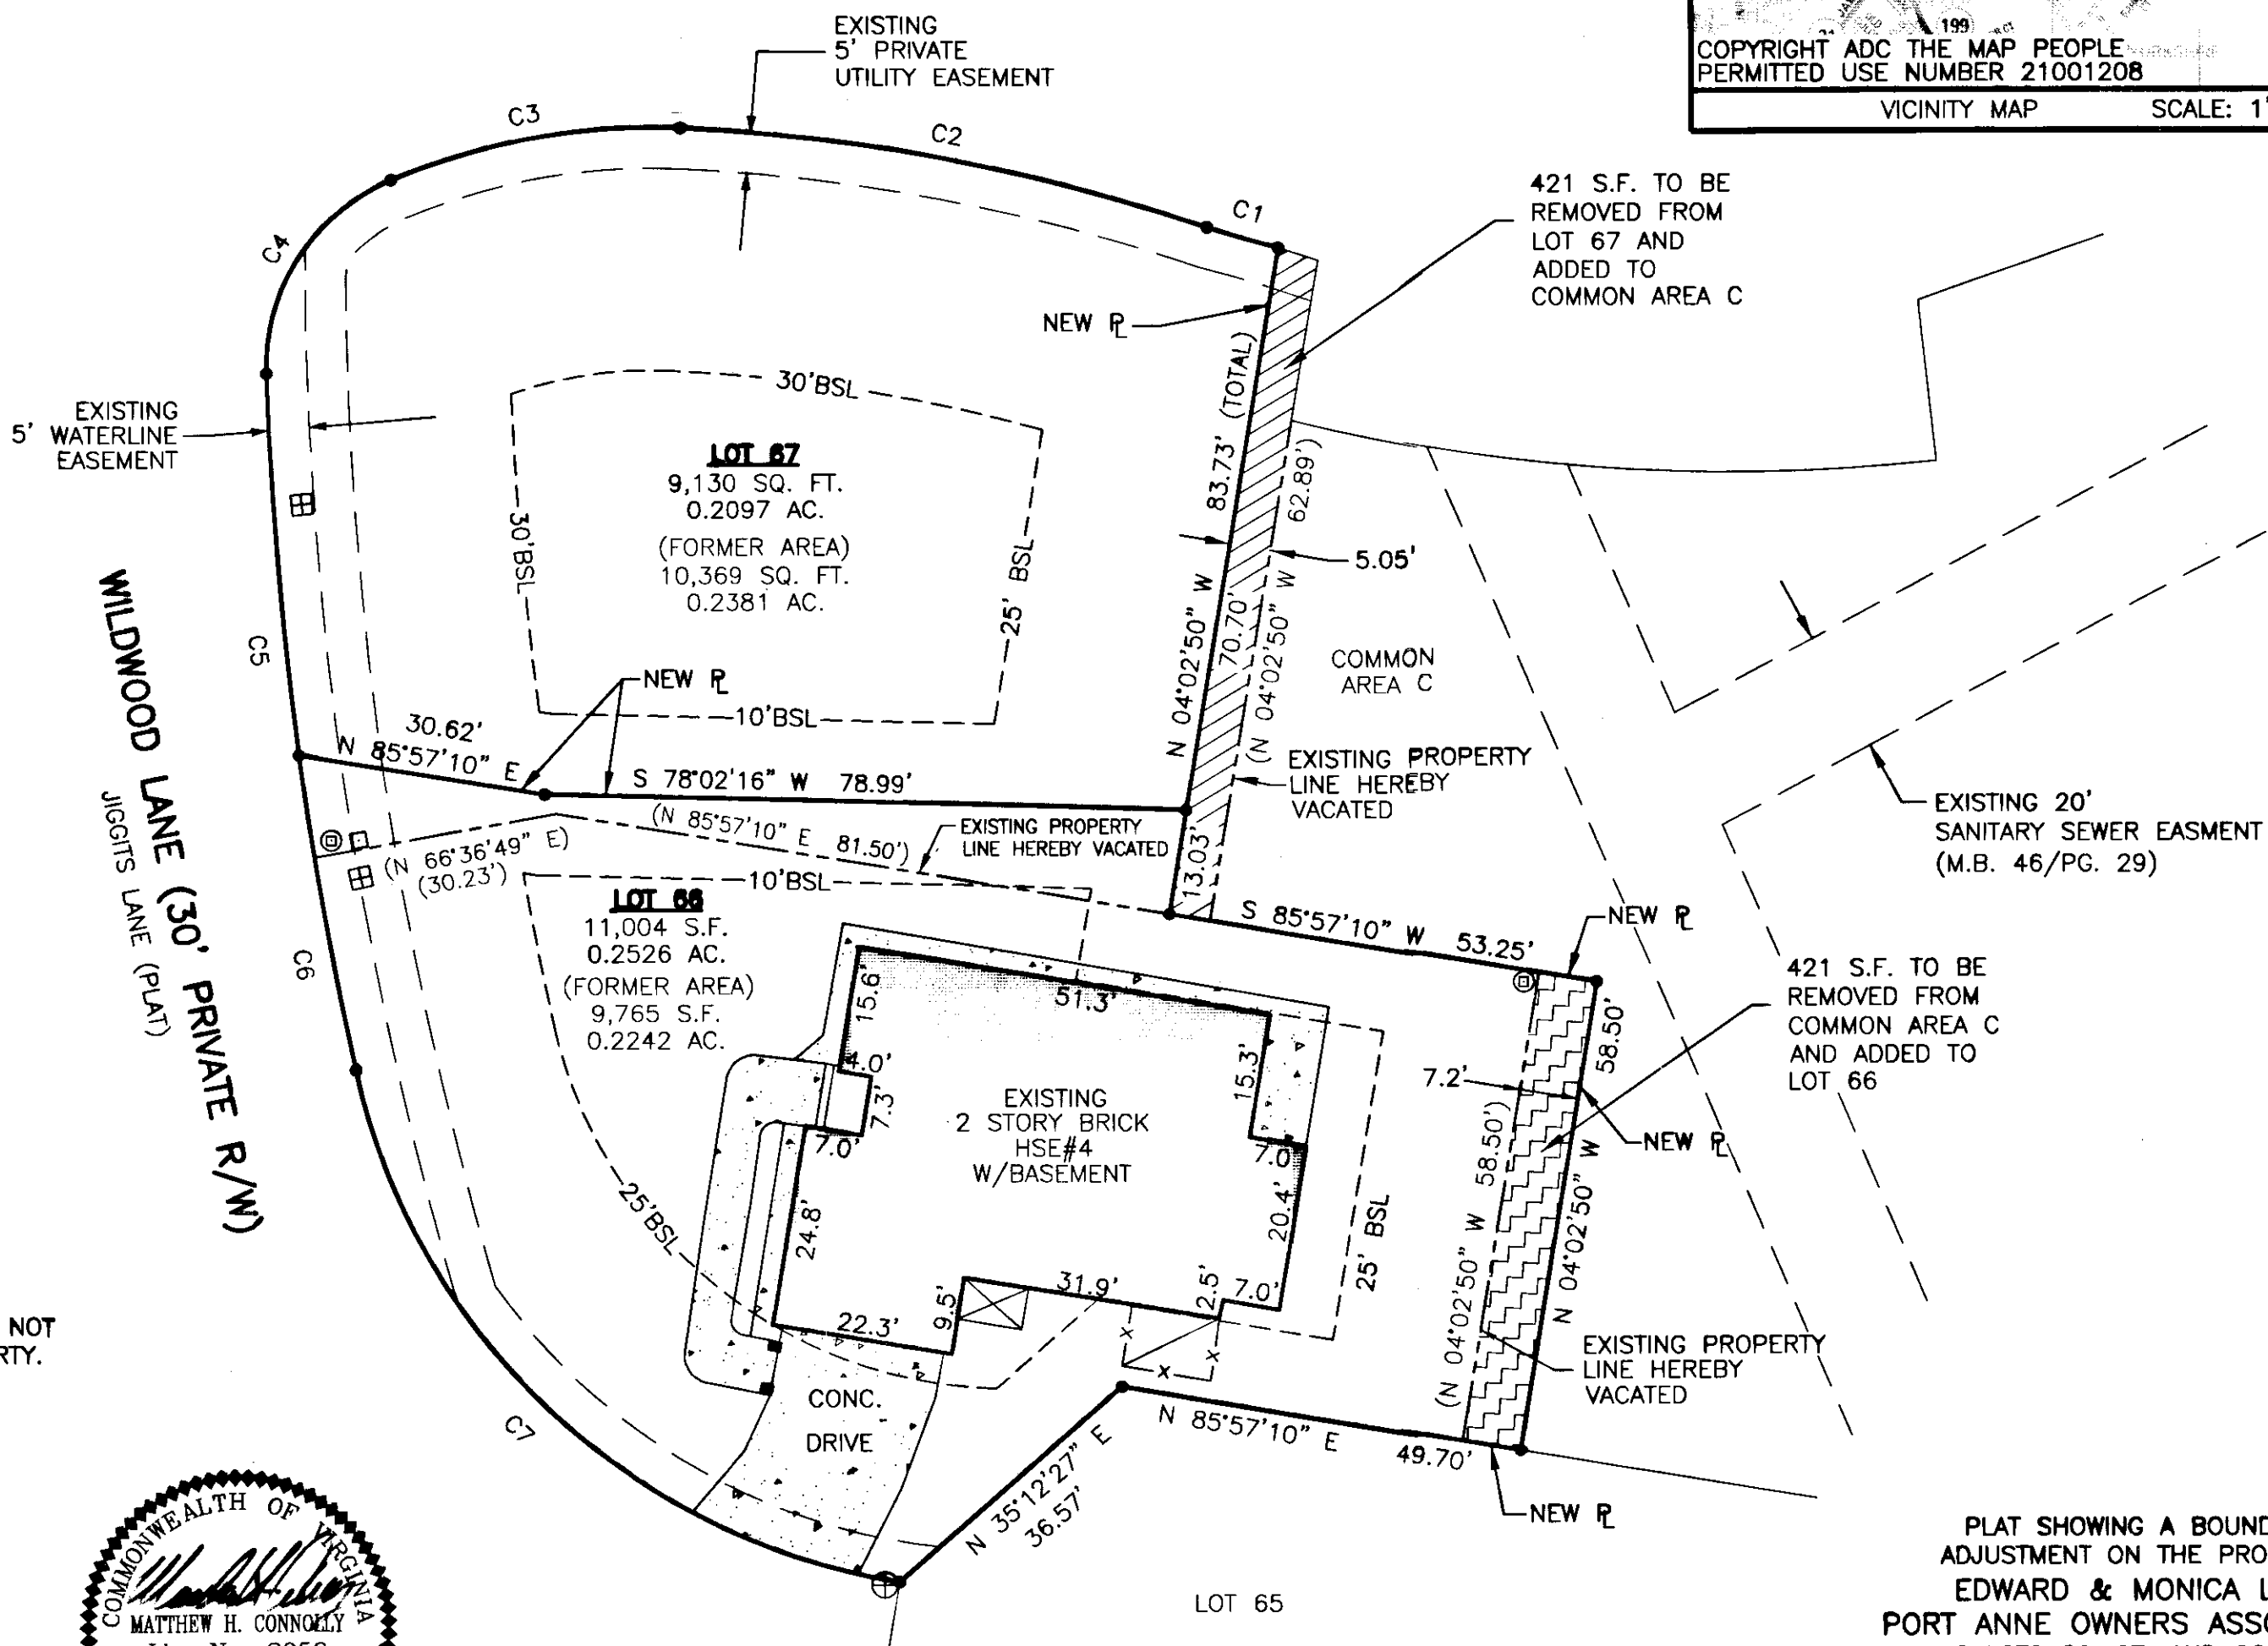 EXISTING
5' PRIVATE
UTILITY EASEMENT
199
COPYRIGHT ADC THE MAP PEOPLE
PERMITTED USE NUMBER 21001208
VICINITY MAP SCALE: 1"
C3
C2
C1
C4
421 S.F. TO BE
REMOVED FROM
LOT 67 AND
ADDED TO
COMMON AREA C
NEW PL
30'BSL
EXISTING
5' WATERLINE
EASEMENT
LOT 67
9,130 SQ. FT.
0.2097 AC.
(FORMER AREA)
10,369 SQ. FT.
0.2381 AC.
30'BSL
25' BSL
10'BSL
N 04°02'50" W 83.73' (TOTAL)
62.89')
70.70'
(N 04°02'50" W
5.05'
COMMON
AREA C
C5
WILDWOOD LANE (30' PRIVATE R/W)
JIGGITS LANE (PLAT)
NEW PL
30.62'
N 85°57'10" E
S 78°02'16" W 78.99'
(N 85°57'10" E 81.50')
EXISTING PROPERTY
LINE HEREBY VACATED
EXISTING PROPERTY
LINE HEREBY
VACATED
13.03'
(N 66°36'49" E)
(30.23')
EXISTING 20'
SANITARY SEWER EASMENT
(M.B. 46/PG. 29)
10'BSL
LOT 66
11,004 S.F.
0.2526 AC.
(FORMER AREA)
9,765 S.F.
0.2242 AC.
C6
S 85°57'10" W 53.25'
NEW PL
421 S.F. TO BE
REMOVED FROM
COMMON AREA C
AND ADDED TO
LOT 66
15.6'
51.3'
4.0'
7.3'
7.0'
15.3'
7.0'
EXISTING
2 STORY BRICK
HSE#4
W/BASEMENT
7.2'
58.50'
NEW PL
(N 04°02'50" W 58.50')
N 04°02'50" W
24.8'
20.4'
25' BSL
25'BSL
31.9'
2.5'
7.0'
9.5'
22.3'
X
X
X
EXISTING PROPERTY
LINE HEREBY
VACATED
NOT
RTY.
CONC.
DRIVE
C7
N 85°57'10" E 49.70'
N 35°12'27" E
36.57'
NEW PL
LOT 65
COMMONWEALTH OF VIRGINIA
MATTHEW H. CONNOLLY
PLAT SHOWING A BOUND
ADJUSTMENT ON THE PRO
EDWARD & MONICA L
PORT ANNE OWNERS ASSO